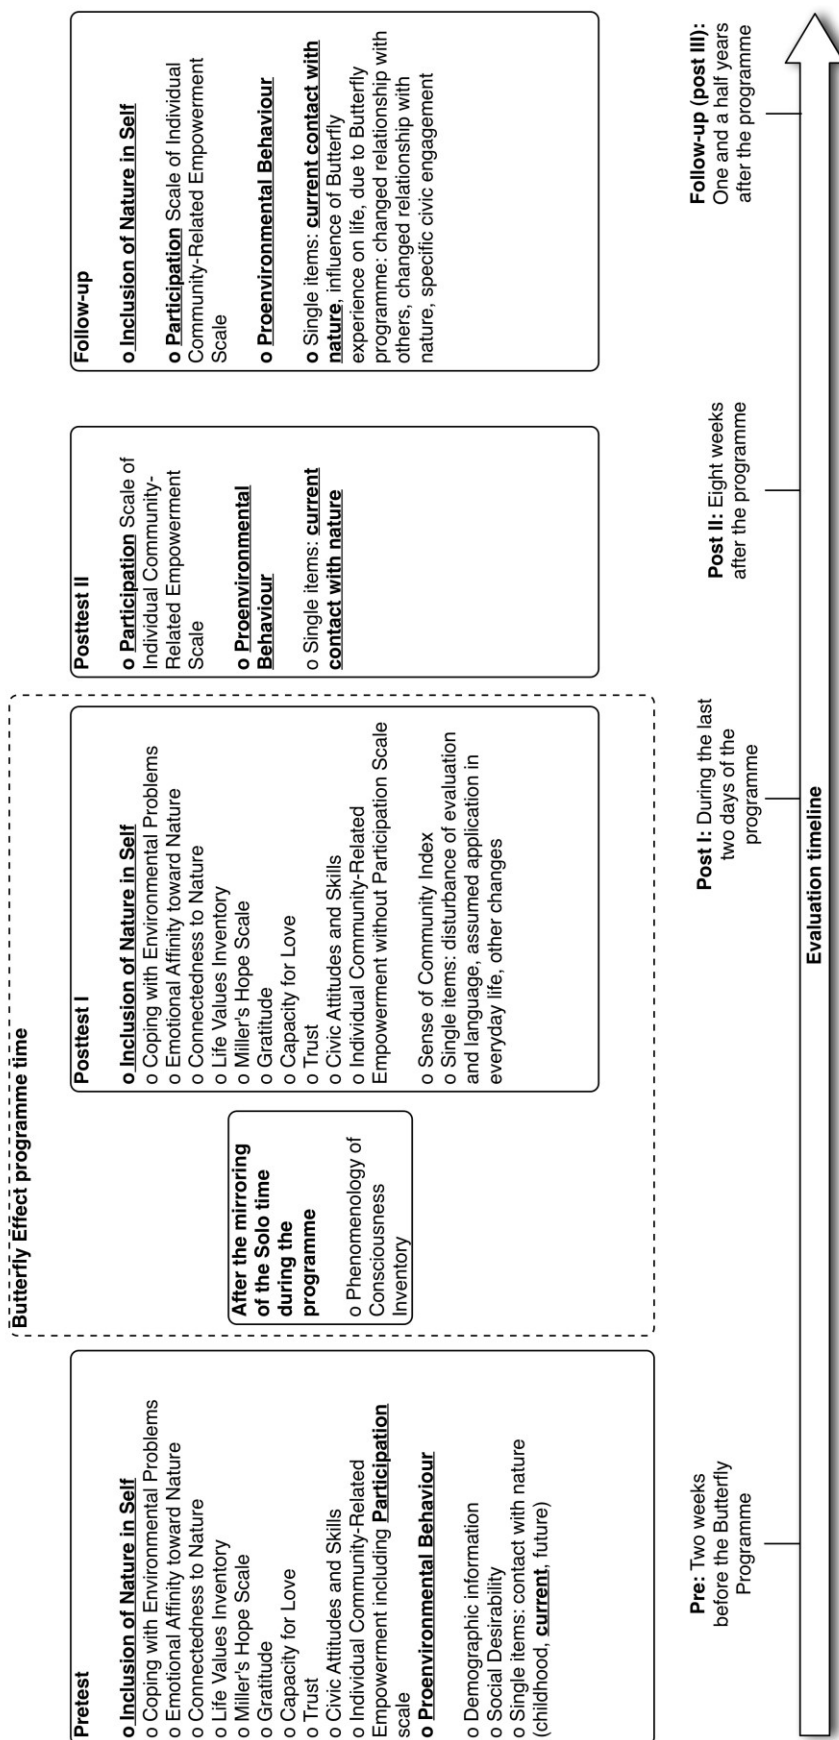 Butterfly Effect programme time
Pretest
o Inclusion of Nature in Self
o Coping with Environmental Problems
o Emotional Affinity toward Nature
o Connectedness to Nature
o Life Values Inventory
o Miller's Hope Scale
o Gratitude
o Capacity for Love
o Trust
o Civic Attitudes and Skills
o Individual Community-Related
Empowerment including Participation
scale
o Proenvironmental Behaviour
o Demographic information
o Social Desirability
o Single items: contact with nature
(childhood, current, future)
After the mirroring
of the Solo time
during the
programme
o Phenomenology of
Consciousness
Inventory
Posttest I
o Inclusion of Nature in Self
o Coping with Environmental Problems
o Emotional Affinity toward Nature
o Connectedness to Nature
o Life Values Inventory
o Miller's Hope Scale
o Gratitude
o Capacity for Love
o Trust
o Civic Attitudes and Skills
o Individual Community-Related
Empowerment without Participation Scale
o Sense of Community Index
o Single items: disturbance of evaluation
and language, assumed application in
everyday life, other changes
Posttest II
o Participation Scale of
Individual Community-
Related Empowerment
Scale
o Proenvironmental
Behaviour
o Single items: current
contact with nature
Follow-up
o Inclusion of Nature in Self
o Participation Scale of Individual
Community-Related Empowerment
Scale
o Proenvironmental Behaviour
o Single items: current contact with
nature, influence of Butterfly
experience on life, due to Butterfly
programme: changed relationship with
others, changed relationship with
nature, specific civic engagement
Pre: Two weeks
before the Butterfly
Programme
Post I: During the last
two days of the
programme
Post II: Eight weeks
after the programme
Follow-up (post III):
One and a half years
after the programme
Evaluation timeline